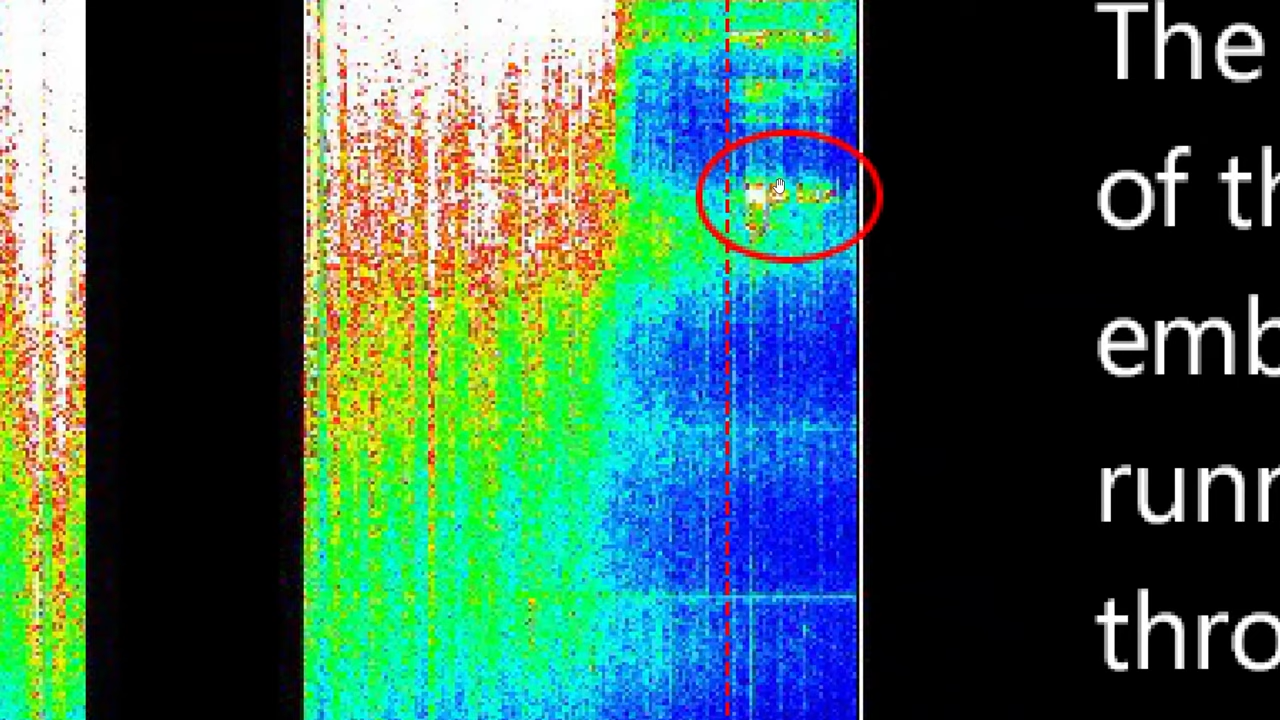 The
of th
emb
runn
thro